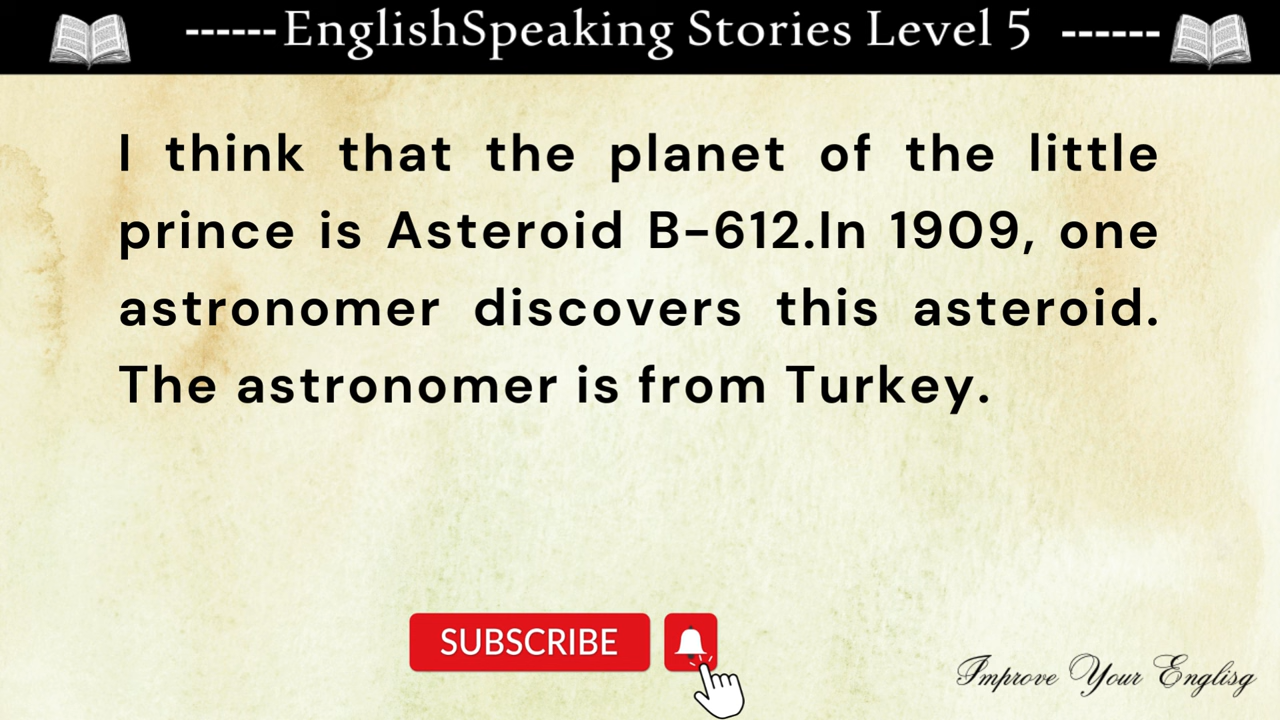 ------EnglishSpeaking Stories Level 5 ------
I think that the planet of the little
prince is Asteroid B-612.In 1909, one
astronomer discovers this asteroid.
The astronomer is from Turkey.
SUBSCRIBE
Improve Your Englisg